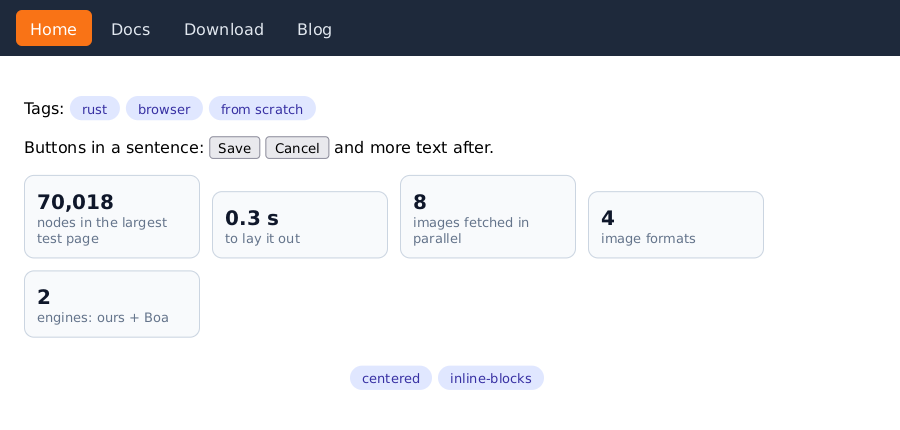 Home Docs Download Blog
Tags: rust browser from scratch
Buttons in a sentence: Save Cancel and more text after.
70,018
nodes in the largest
test page
0.3 s
to lay it out
8
images fetched in
parallel
4
image formats
2
engines: ours + Boa
centered inline-blocks